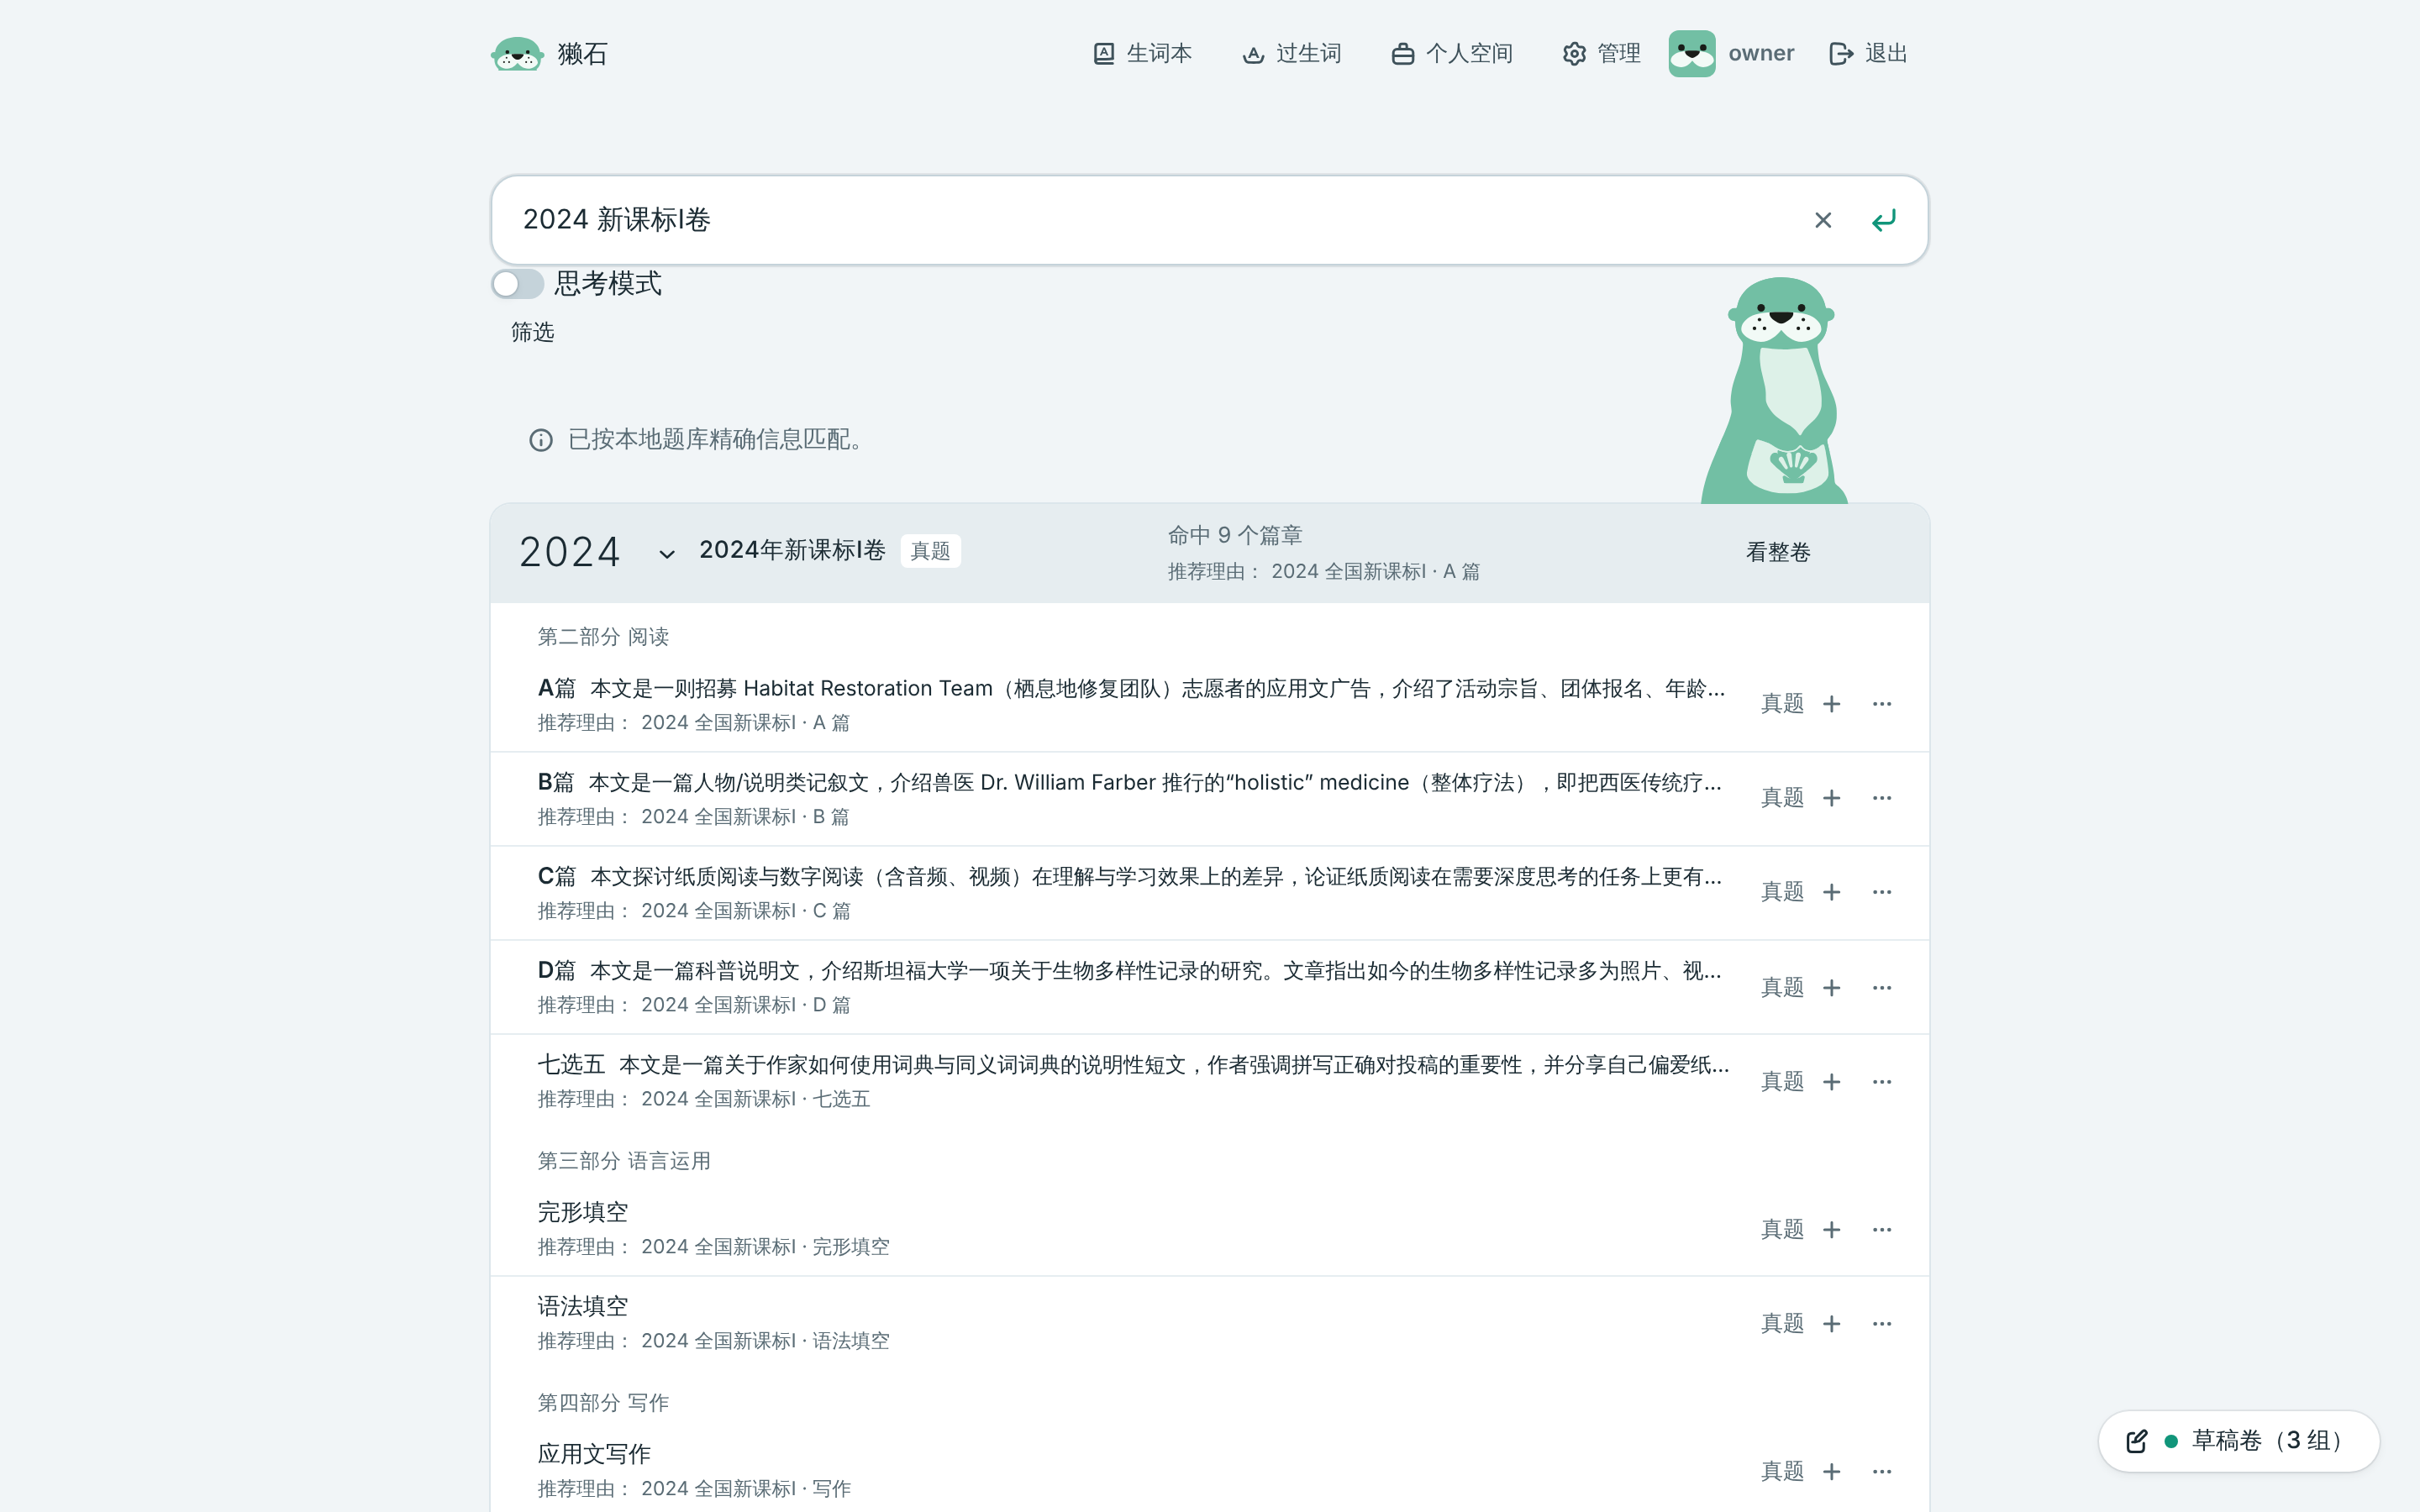 獭石
生词本
过生词
个人空间
管理
owner
退出
2024 新课标I卷
思考模式
筛选
已按本地题库精确信息匹配。
2024
2024年新课标I卷 真题
命中 9 个篇章
推荐理由： 2024 全国新课标I · A 篇
看整卷
第二部分 阅读
A篇 本文是一则招募 Habitat Restoration Team（栖息地修复团队）志愿者的应用文广告，介绍了活动宗旨、团体报名、年龄...
推荐理由： 2024 全国新课标I · A 篇
真题
B篇 本文是一篇人物/说明类记叙文，介绍兽医 Dr. William Farber 推行的“holistic” medicine（整体疗法），即把西医传统疗...
推荐理由： 2024 全国新课标I · B 篇
真题
C篇 本文探讨纸质阅读与数字阅读（含音频、视频）在理解与学习效果上的差异，论证纸质阅读在需要深度思考的任务上更有...
推荐理由： 2024 全国新课标I · C 篇
真题
D篇 本文是一篇科普说明文，介绍斯坦福大学一项关于生物多样性记录的研究。文章指出如今的生物多样性记录多为照片、视...
推荐理由： 2024 全国新课标I · D 篇
真题
七选五 本文是一篇关于作家如何使用词典与同义词词典的说明性短文，作者强调拼写正确对投稿的重要性，并分享自己偏爱纸...
推荐理由： 2024 全国新课标I · 七选五
真题
第三部分 语言运用
完形填空
推荐理由： 2024 全国新课标I · 完形填空
真题
语法填空
推荐理由： 2024 全国新课标I · 语法填空
真题
第四部分 写作
应用文写作
推荐理由： 2024 全国新课标I · 写作
真题
草稿卷（3 组）